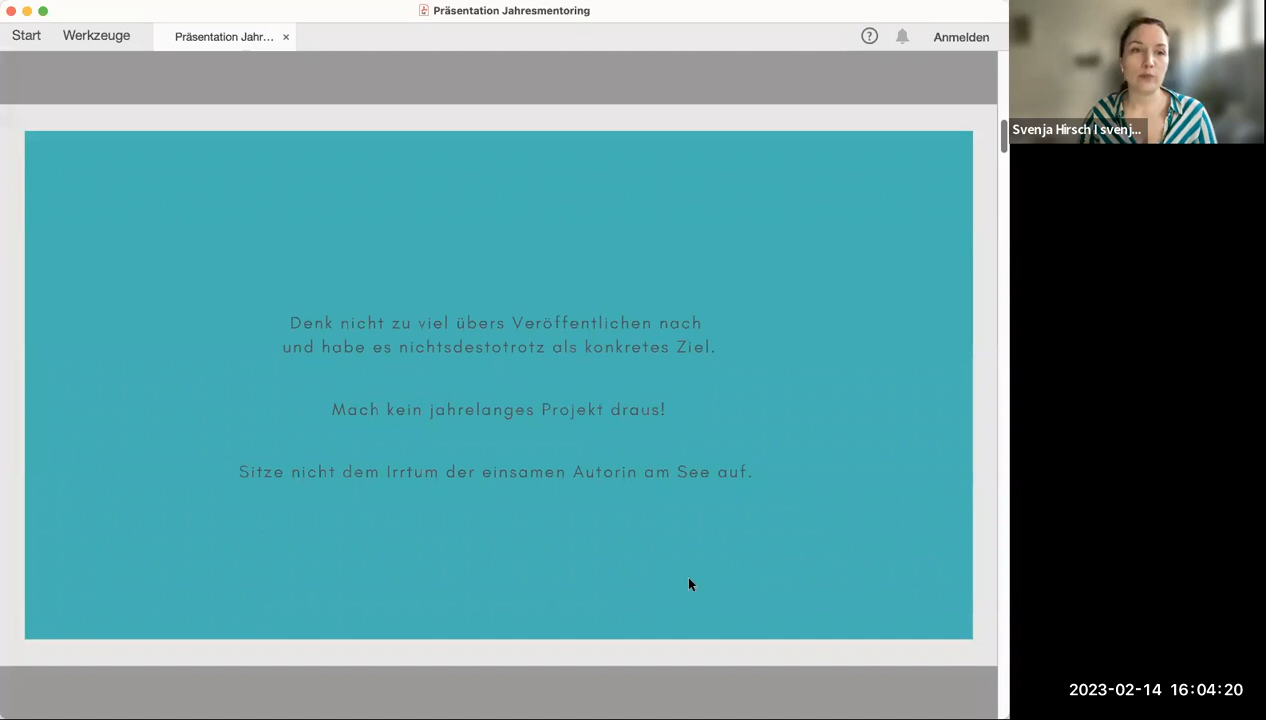 Präsentation Jahresmentoring
Start
Werkzeuge
Präsentation Jahr...
×
?
Anmelden
Svenja Hirsch I svenj...
Denk nicht zu viel übers Veröffentlichen nach
und habe es nichtsdestotrotz als konkretes Ziel.
Mach kein jahrelanges Projekt draus!
Sitze nicht dem Irrtum der einsamen Autorin am See auf.
2023-02-14 16:04:20